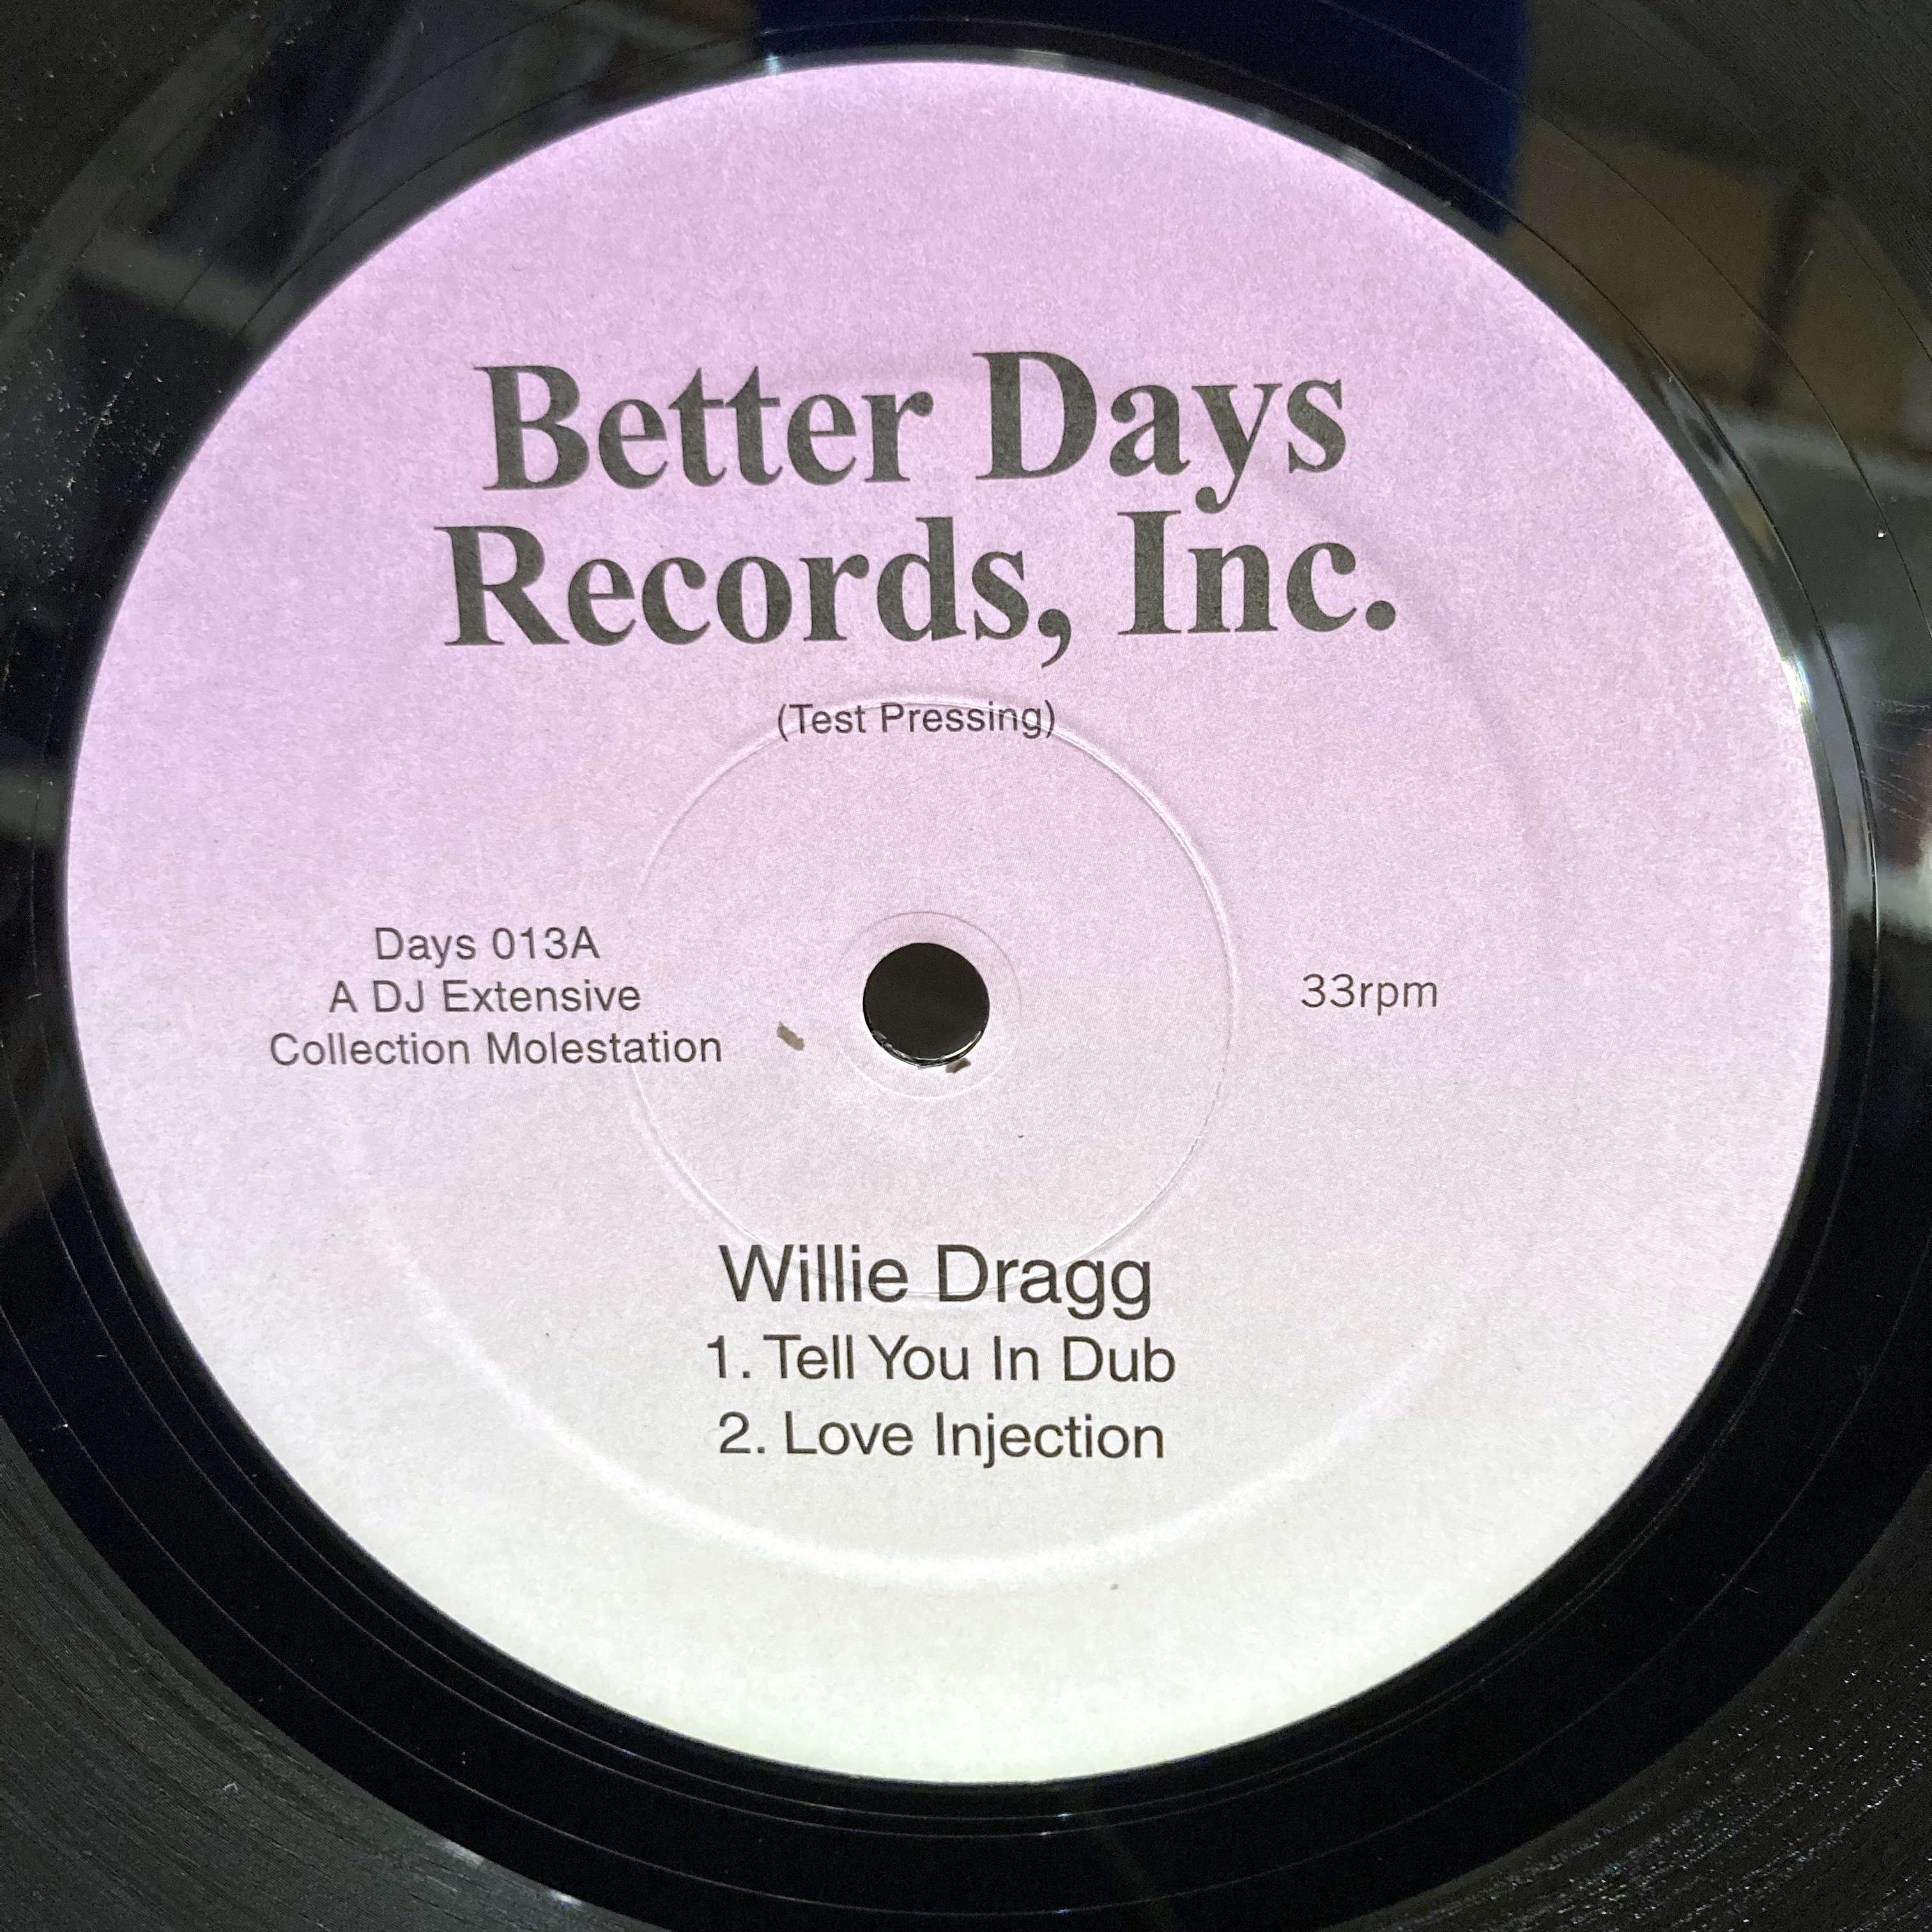 Better Days
Records, Inc.
(Test Pressing)
Days 013A
A DJ Extensive
Collection Molestation
33rpm
Willie Dragg
1. Tell You In Dub
2. Love Injection